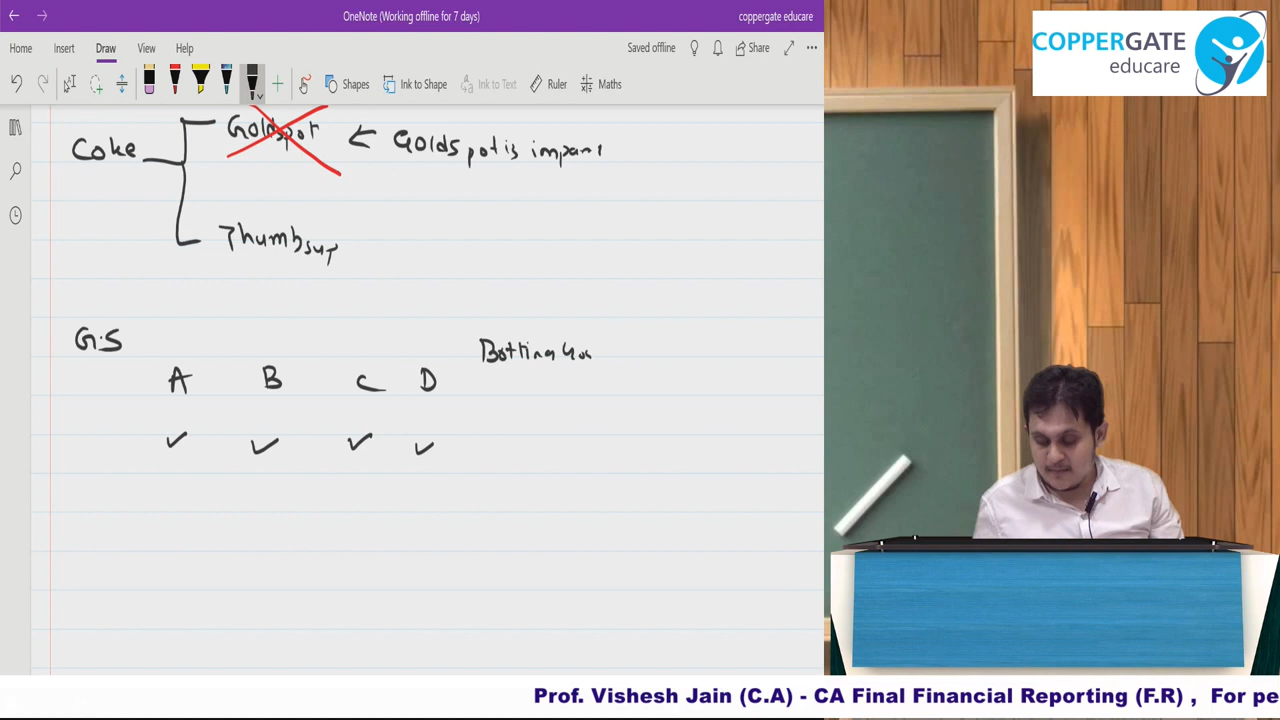 OneNote (Working offline for 7 days)
coppergate educare
Home Insert Draw View Help
Saved offline
Share
Shapes
Ink to Shape
Ink to Text
Ruler
Maths
COPPERGATE
educare
Coke
Goldspot
Goldspot is
Thumbsup
G.S
A B C D
Prof. Vishesh Jain (C.A) - CA Final Financial Reporting (F.R) , For pe